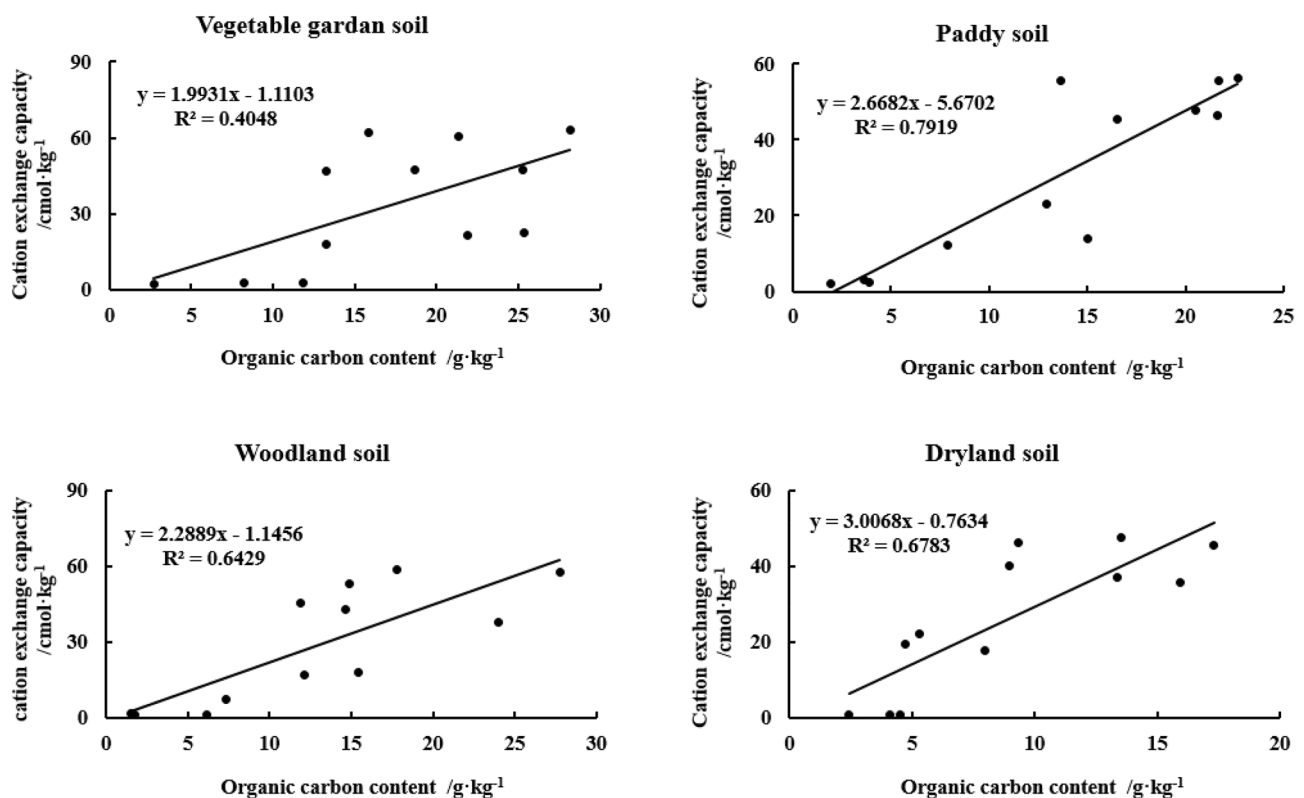 Vegetable gardan soil
Cation exchange capacity
/cmol·kg⁻¹
90
60
30
0
y = 1.9931x - 1.1103
R² = 0.4048
0 5 10 15 20 25 30
Organic carbon content /g·kg⁻¹
Paddy soil
Cation exchange capacity
/cmol·kg⁻¹
60
40
20
0
y = 2.6682x - 5.6702
R² = 0.7919
0 5 10 15 20 25
Organic carbon content /g·kg⁻¹
Woodland soil
cation exchange capacity
/cmol·kg⁻¹
90
60
30
0
y = 2.2889x - 1.1456
R² = 0.6429
0 5 10 15 20 25 30
Organic carbon content /g·kg⁻¹
Dryland soil
Cation exchange capacity
/cmol·kg⁻¹
60
40
20
0
y = 3.0068x - 0.7634
R² = 0.6783
0 5 10 15 20
Organic carbon content /g·kg⁻¹